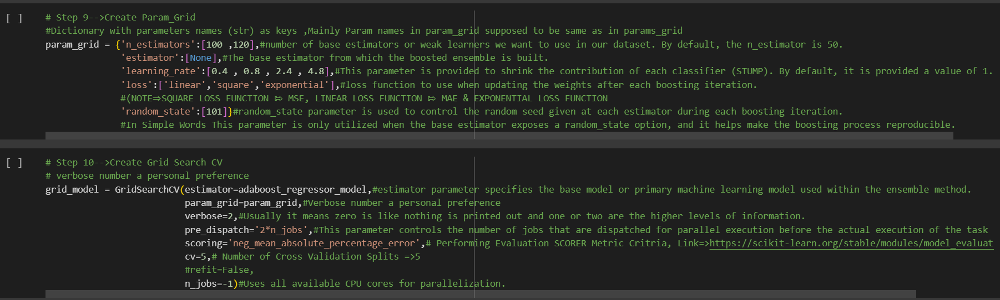 [ ] # Step 9-->Create Param_Grid
#Dictionary with parameters names (str) as keys ,Mainly Param names in param_grid supposed to be same as in params_grid
param_grid = {'n_estimators':[100 ,120],#number of base estimators or weak learners we want to use in our dataset. By default, the n_estimator is 50.
'estimator':[None],#The base estimator from which the boosted ensemble is built.
'learning_rate':[0.4 , 0.8 , 2.4 , 4.8],#This parameter is provided to shrink the contribution of each classifier (STUMP). By default, it is provided a value of 1.
'loss':['linear','square','exponential'],#loss function to use when updating the weights after each boosting iteration.
#(NOTE⇒SQUARE LOSS FUNCTION ⇰ MSE, LINEAR LOSS FUNCTION ⇰ MAE & EXPONENTIAL LOSS FUNCTION
'random_state':[101]}#random_state parameter is used to control the random seed given at each estimator during each boosting iteration.
#In Simple Words This parameter is only utilized when the base estimator exposes a random_state option, and it helps make the boosting process reproducible.
[ ] # Step 10-->Create Grid Search CV
# verbose number a personal preference
grid_model = GridSearchCV(estimator=adaboost_regressor_model,#estimator parameter specifies the base model or primary machine learning model used within the ensemble method.
param_grid=param_grid,#Verbose number a personal preference
verbose=2,#Usually it means zero is like nothing is printed out and one or two are the higher levels of information.
pre_dispatch='2*n_jobs',#This parameter controls the number of jobs that are dispatched for parallel execution before the actual execution of the task
scoring='neg_mean_absolute_percentage_error',# Performing Evaluation SCORER Metric Critria, Link=>https://scikit-learn.org/stable/modules/model_evaluat
cv=5,# Number of Cross Validation Splits =>5
#refit=False,
n_jobs=-1)#Uses all available CPU cores for parallelization.